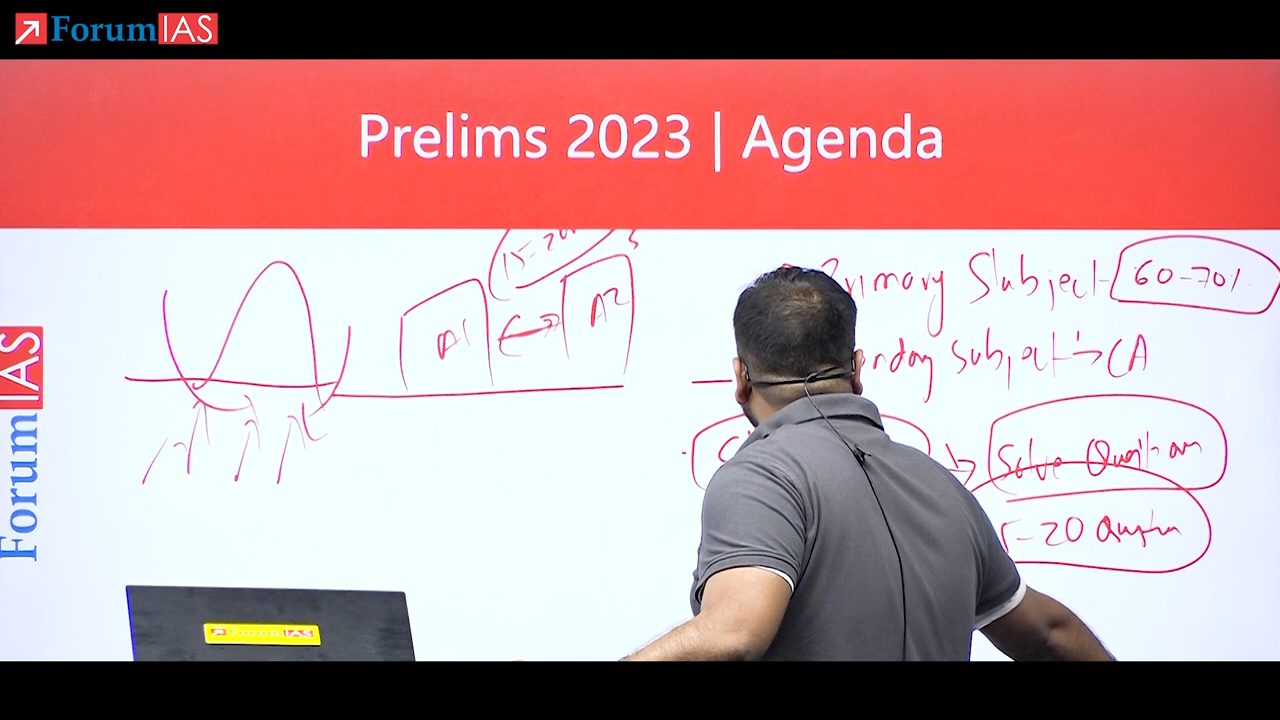 ForumIAS
Prelims 2023 | Agenda
15-20
A1
A2
Primary Subject - 60-70%
ndary Subject → CA
Solve Question
5-20 Question
ForumIAS
ForumIAS